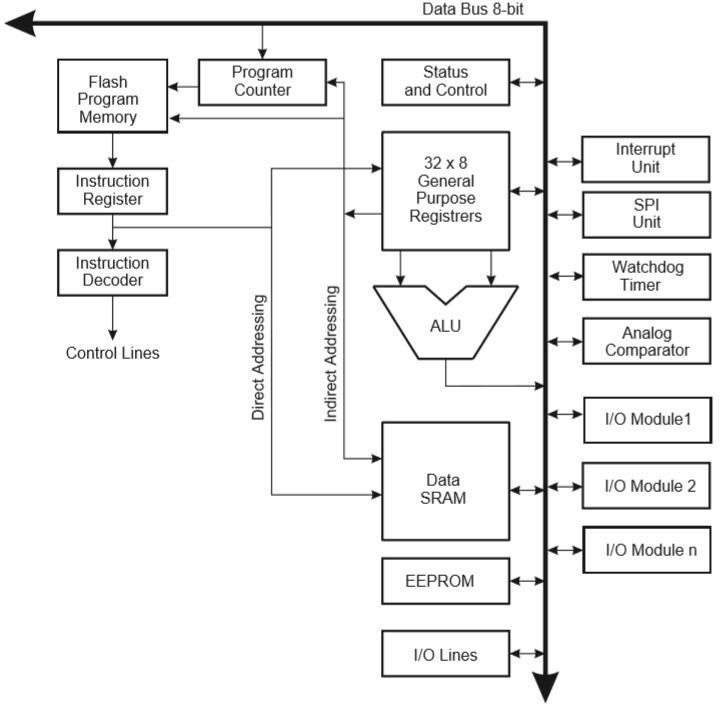 Data Bus 8-bit
Flash
Program
Memory
Program
Counter
Status
and Control
Interrupt
Unit
32 x 8
General
Purpose
Registrers
Instruction
Register
SPI
Unit
Instruction
Decoder
Watchdog
Timer
Direct Addressing
Indirect Addressing
ALU
Analog
Comparator
Control Lines
I/O Module1
Data
SRAM
I/O Module 2
I/O Module n
EEPROM
I/O Lines